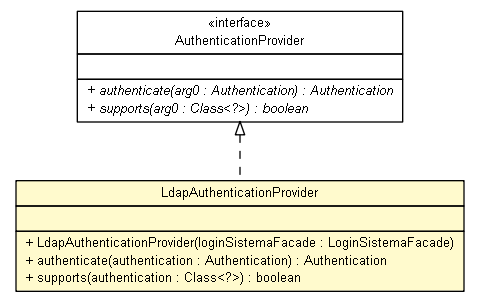 «interface»
AuthenticationProvider
+ authenticate(arg0 : Authentication) : Authentication
+ supports(arg0 : Class<?>) : boolean
LdapAuthenticationProvider
+ LdapAuthenticationProvider(loginSistemaFacade : LoginSistemaFacade)
+ authenticate(authentication : Authentication) : Authentication
+ supports(authentication : Class<?>) : boolean